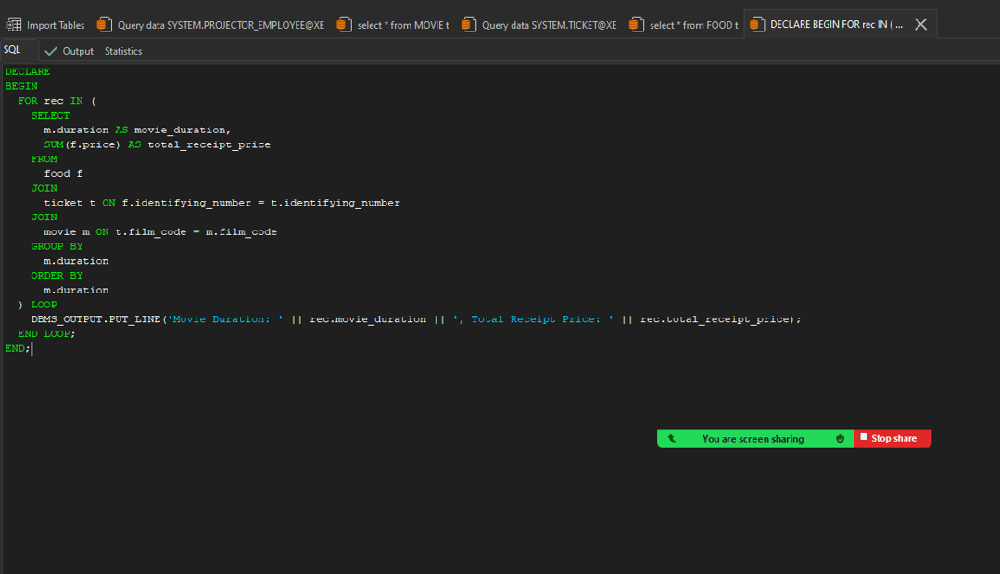 Import Tables Query data SYSTEM.PROJECTOR_EMPLOYEE@XE select * from MOVIE t Query data SYSTEM.TICKET@XE select * from FOOD t DECLARE BEGIN FOR rec IN ( ...
SQL Output Statistics
DECLARE
BEGIN
  FOR rec IN (
    SELECT
      m.duration AS movie_duration,
      SUM(f.price) AS total_receipt_price
    FROM
      food f
    JOIN
      ticket t ON f.identifying_number = t.identifying_number
    JOIN
      movie m ON t.film_code = m.film_code
    GROUP BY
      m.duration
    ORDER BY
      m.duration
  ) LOOP
    DBMS_OUTPUT.PUT_LINE('Movie Duration: ' || rec.movie_duration || ', Total Receipt Price: ' || rec.total_receipt_price);
  END LOOP;
END;
You are screen sharing Stop share